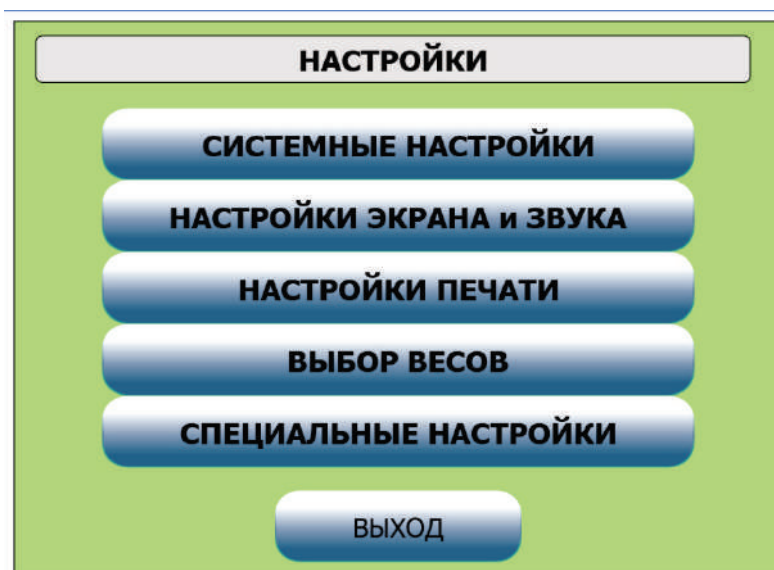 НАСТРОЙКИ
СИСТЕМНЫЕ НАСТРОЙКИ
НАСТРОЙКИ ЭКРАНА и ЗВУКА
НАСТРОЙКИ ПЕЧАТИ
ВЫБОР ВЕСОВ
СПЕЦИАЛЬНЫЕ НАСТРОЙКИ
ВЫХОД